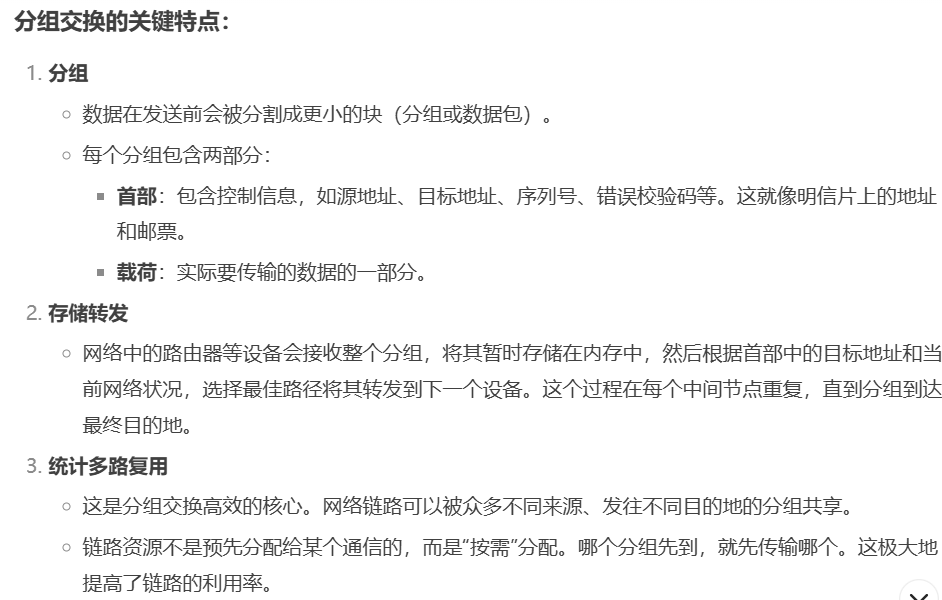 分组交换的关键特点：
1. 分组
数据在发送前会被分割成更小的块（分组或数据包）。
每个分组包含两部分：
首部：包含控制信息，如源地址、目标地址、序列号、错误校验码等。这就像明信片上的地址
和邮票。
载荷：实际要传输的数据的一部分。
2. 存储转发
网络中的路由器等设备会接收整个分组，将其暂时存储在内存中，然后根据首部中的目标地址和当
前网络状况，选择最佳路径将其转发到下一个设备。这个过程在每个中间节点重复，直到分组到达
最终目的地。
3. 统计多路复用
这是分组交换高效的核心。网络链路可以被众多不同来源、发往不同目的地的分组共享。
链路资源不是预先分配给某个通信的，而是“按需”分配。哪个分组先到，就先传输哪个。这极大地
提高了链路的利用率。